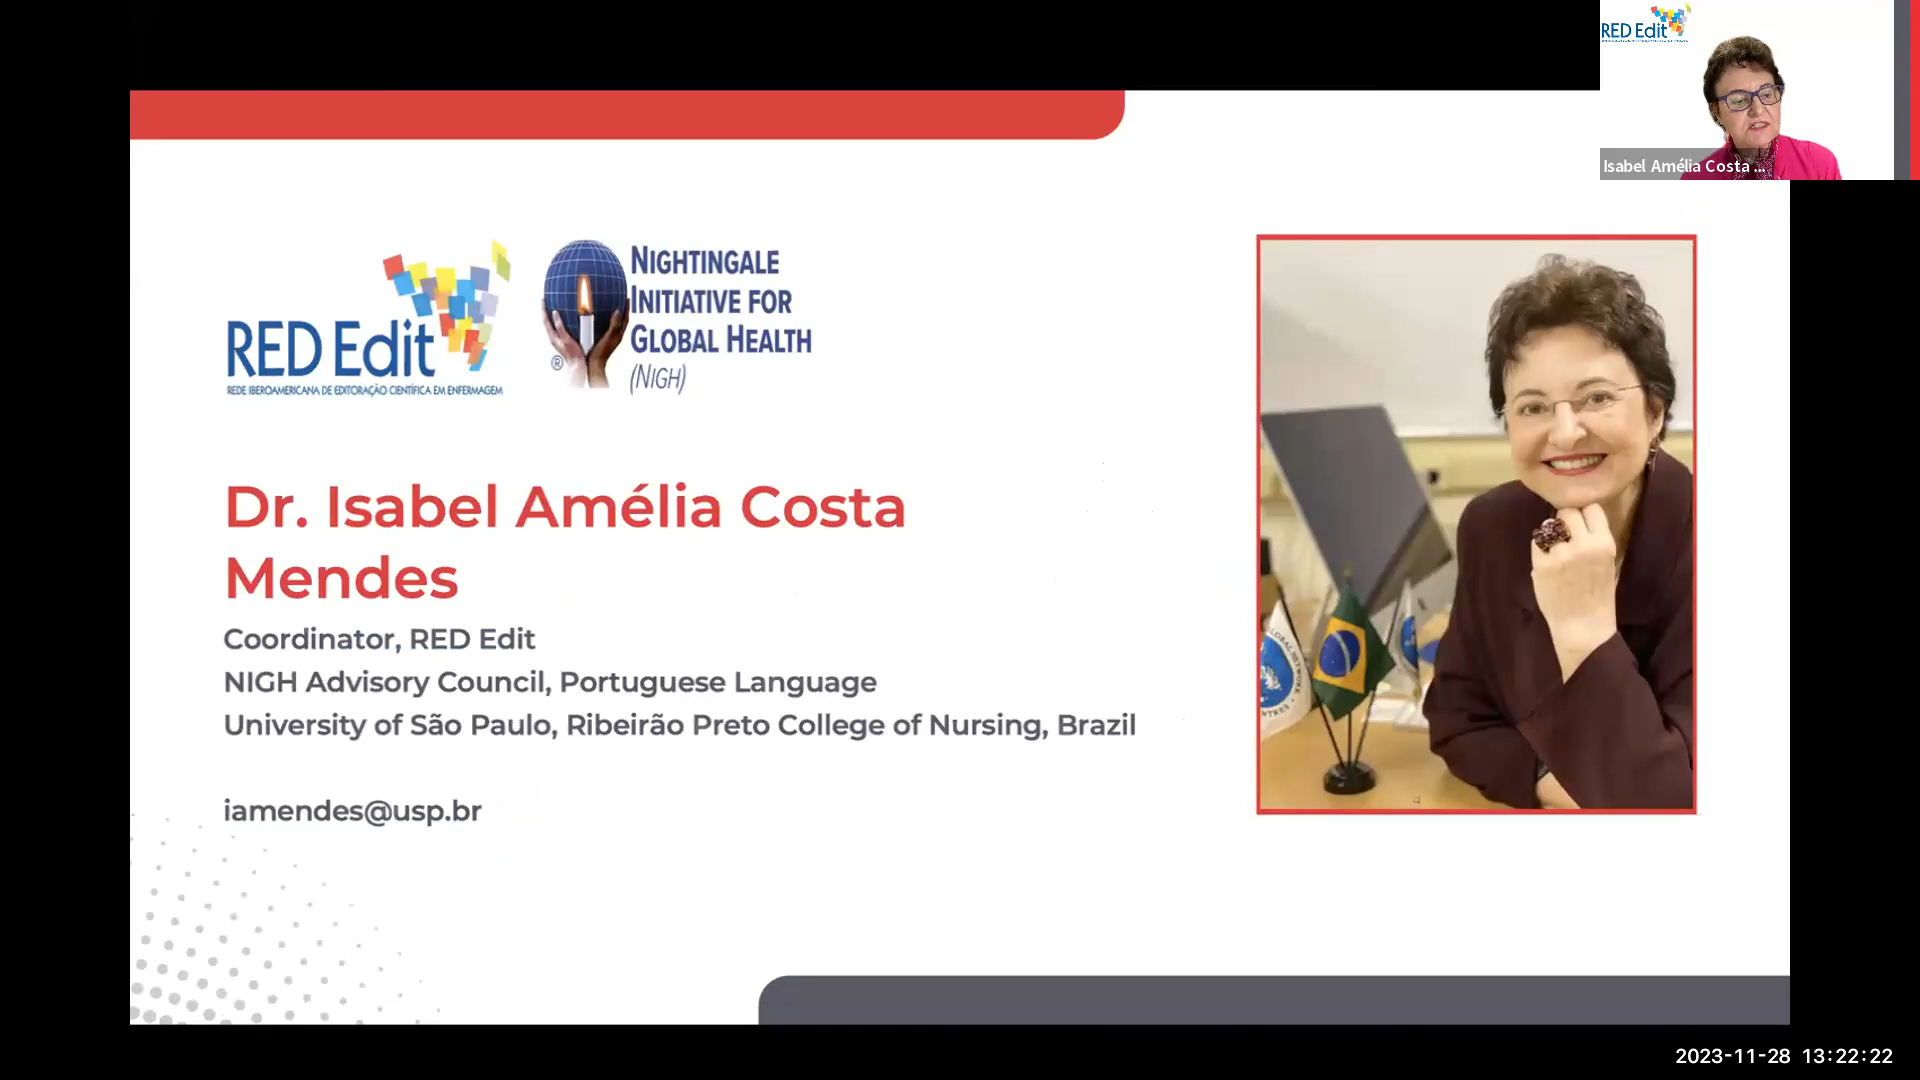 RED Edit
Isabel Amélia Costa ...
RED Edit
REDE IBEROAMERICANA DE EDITORAÇÃO CIENTÍFICA EM ENFERMAGEM
NIGHTINGALE
INITIATIVE FOR
GLOBAL HEALTH
(NIGH)
®
Dr. Isabel Amélia Costa
Mendes
Coordinator, RED Edit
NIGH Advisory Council, Portuguese Language
University of São Paulo, Ribeirão Preto College of Nursing, Brazil
iamendes@usp.br
2023-11-28 13:22:22